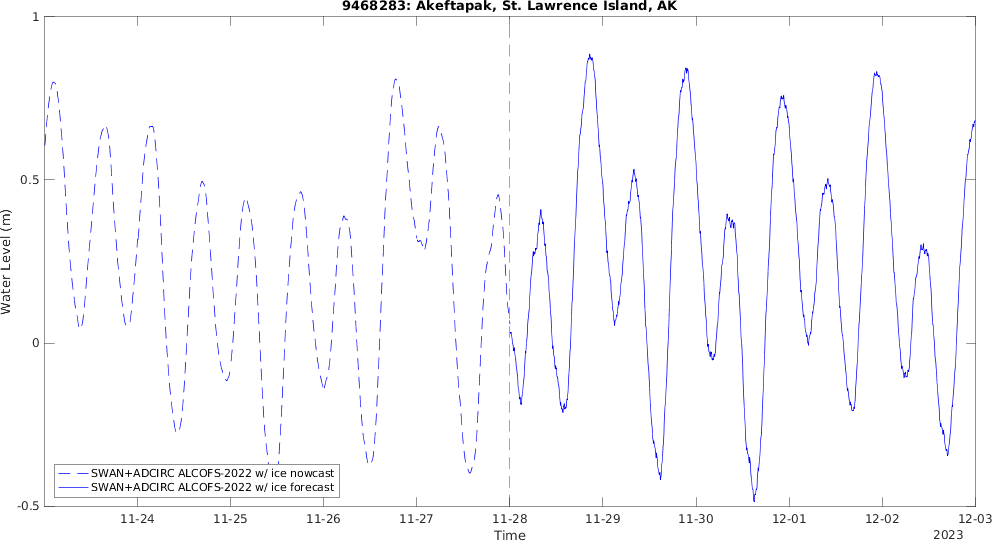 9468283: Akeftapak, St. Lawrence Island, AK
1
0.5
0
-0.5
Water Level (m)
SWAN+ADCIRC ALCOFS-2022 w/ ice nowcast
SWAN+ADCIRC ALCOFS-2022 w/ ice forecast
11-24 11-25 11-26 11-27 11-28 11-29 11-30 12-01 12-02 12-03
Time
2023